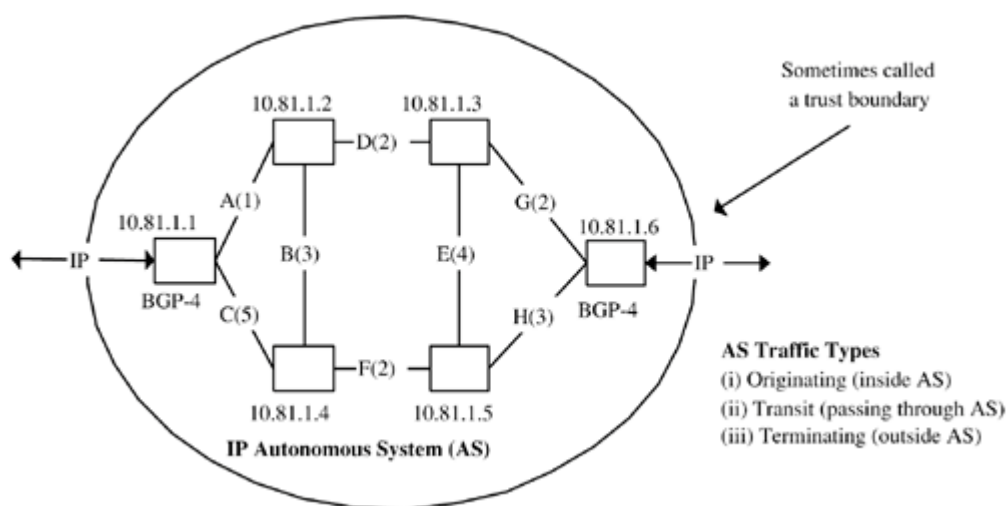 Sometimes called
a trust boundary
10.81.1.2
10.81.1.3
D(2)
A(1)
G(2)
10.81.1.1
10.81.1.6
IP
B(3)
E(4)
IP
BGP-4
BGP-4
C(5)
H(3)
F(2)
10.81.1.4
10.81.1.5
IP Autonomous System (AS)
AS Traffic Types
(i) Originating (inside AS)
(ii) Transit (passing through AS)
(iii) Terminating (outside AS)